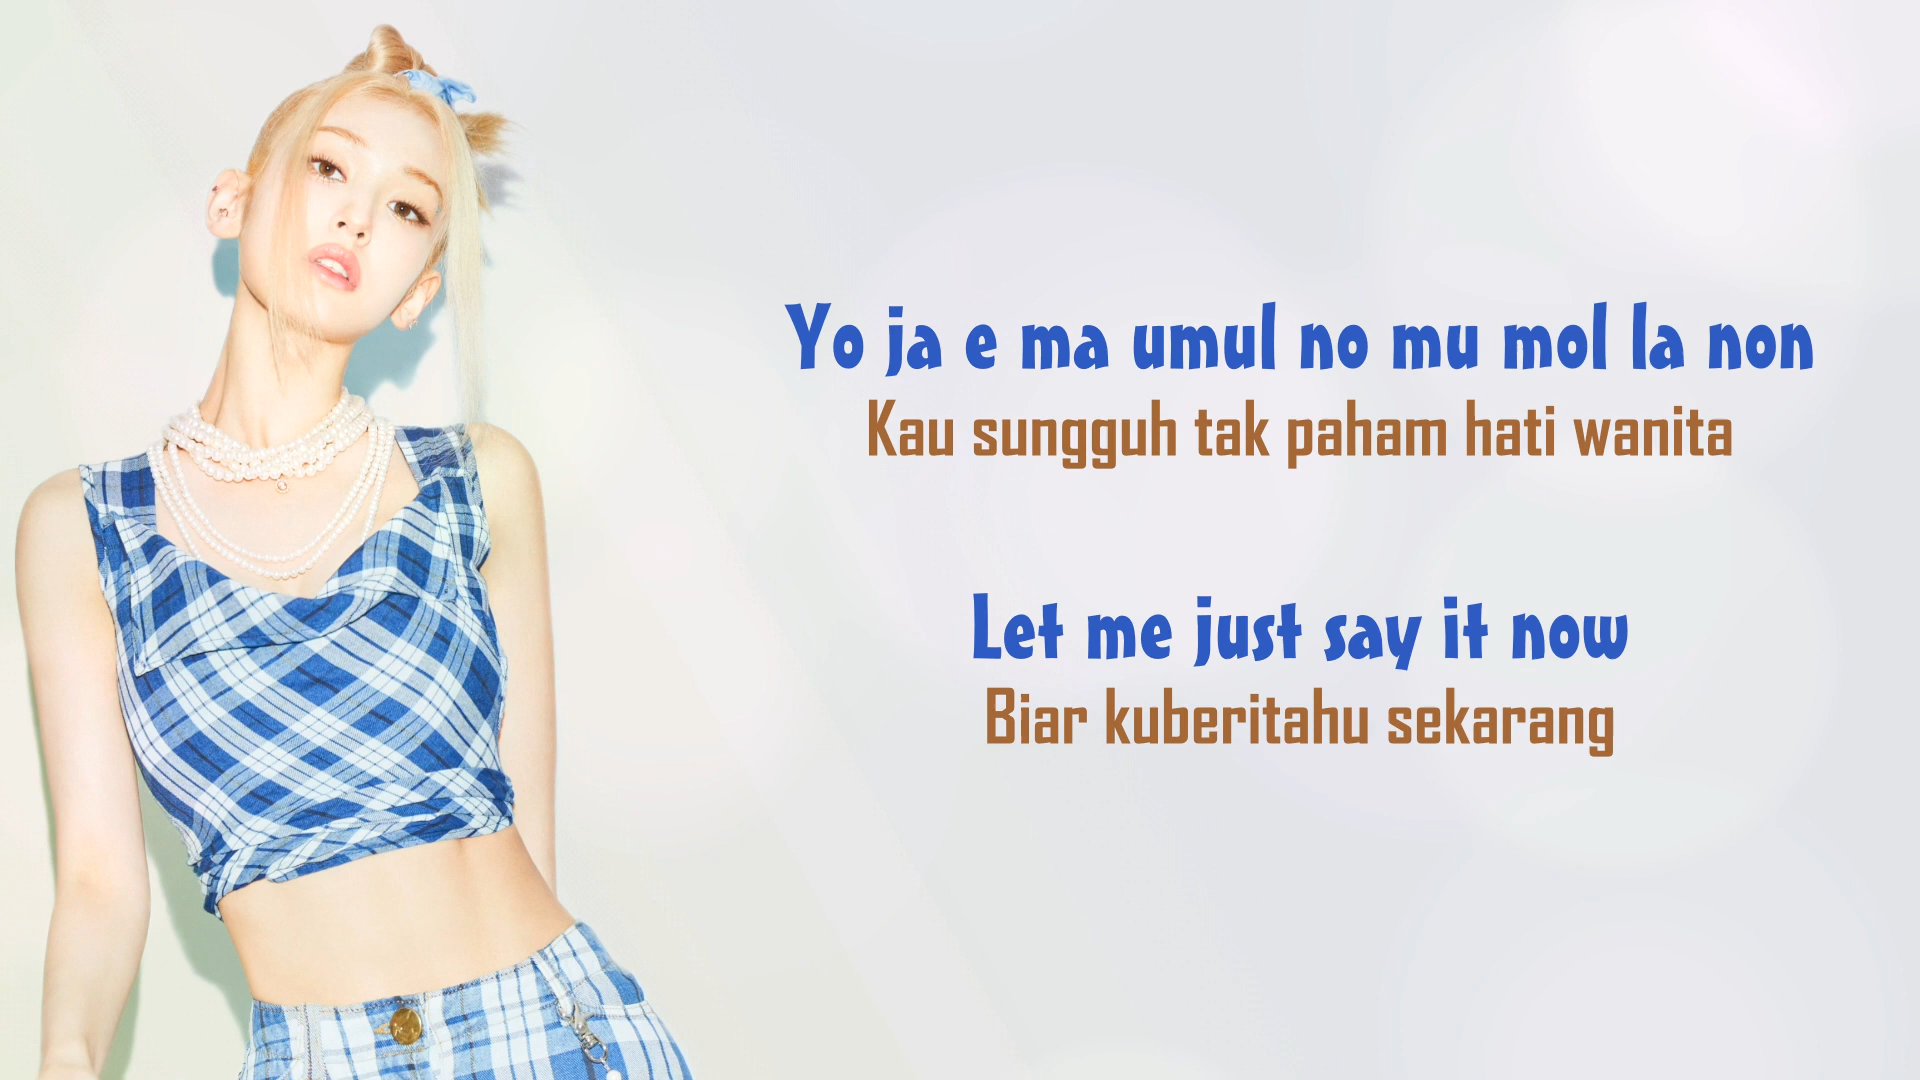 Yo ja e ma umul no mu mol la non
Kau sungguh tak paham hati wanita
Let me just say it now
Biar kuberitahu sekarang